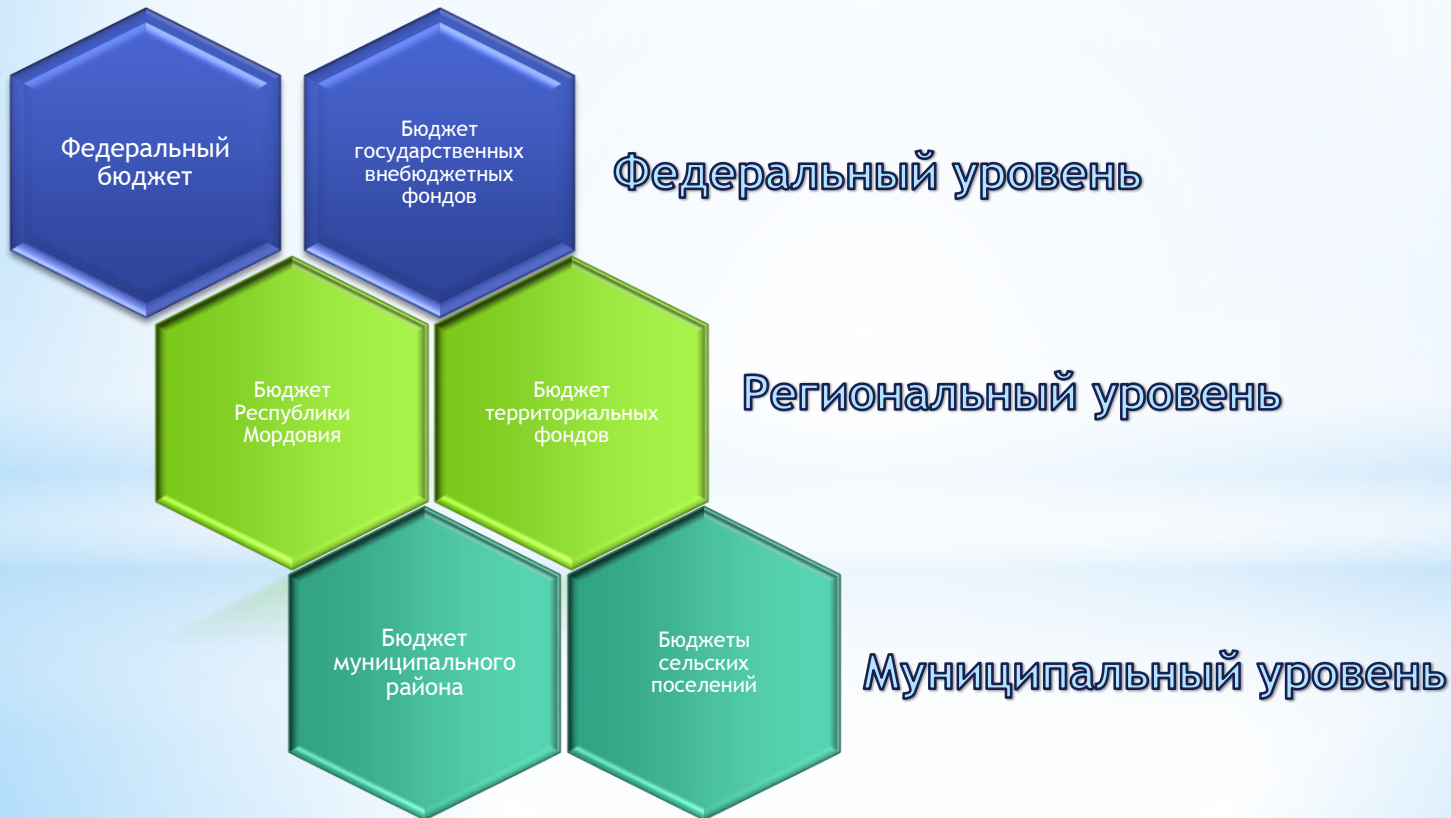 Федеральный
бюджет
Бюджет
государственных
внебюджетных
фондов
Федеральный уровень
Бюджет
Республики
Мордовия
Бюджет
территориальных
фондов
Региональный уровень
Бюджет
муниципального
района
Бюджеты
сельских
поселений
Муниципальный уровень